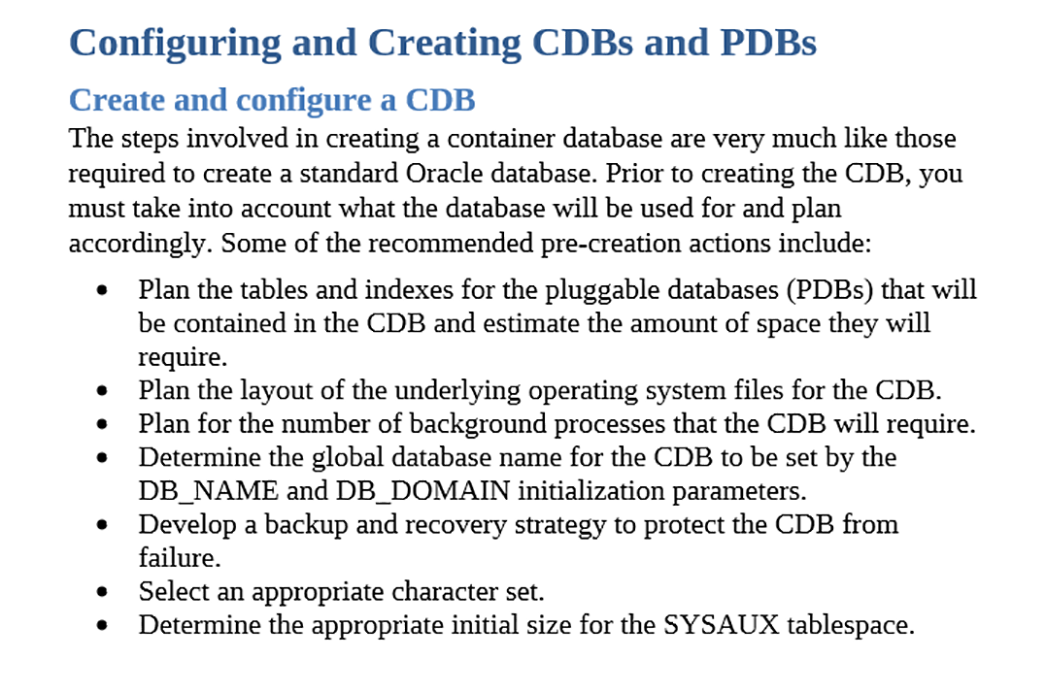 Configuring and Creating CDBs and PDBs
Create and configure a CDB
The steps involved in creating a container database are very much like those
required to create a standard Oracle database. Prior to creating the CDB, you
must take into account what the database will be used for and plan
accordingly. Some of the recommended pre-creation actions include:
• Plan the tables and indexes for the pluggable databases (PDBs) that will
be contained in the CDB and estimate the amount of space they will
require.
• Plan the layout of the underlying operating system files for the CDB.
• Plan for the number of background processes that the CDB will require.
• Determine the global database name for the CDB to be set by the
DB_NAME and DB_DOMAIN initialization parameters.
• Develop a backup and recovery strategy to protect the CDB from
failure.
• Select an appropriate character set.
• Determine the appropriate initial size for the SYSAUX tablespace.